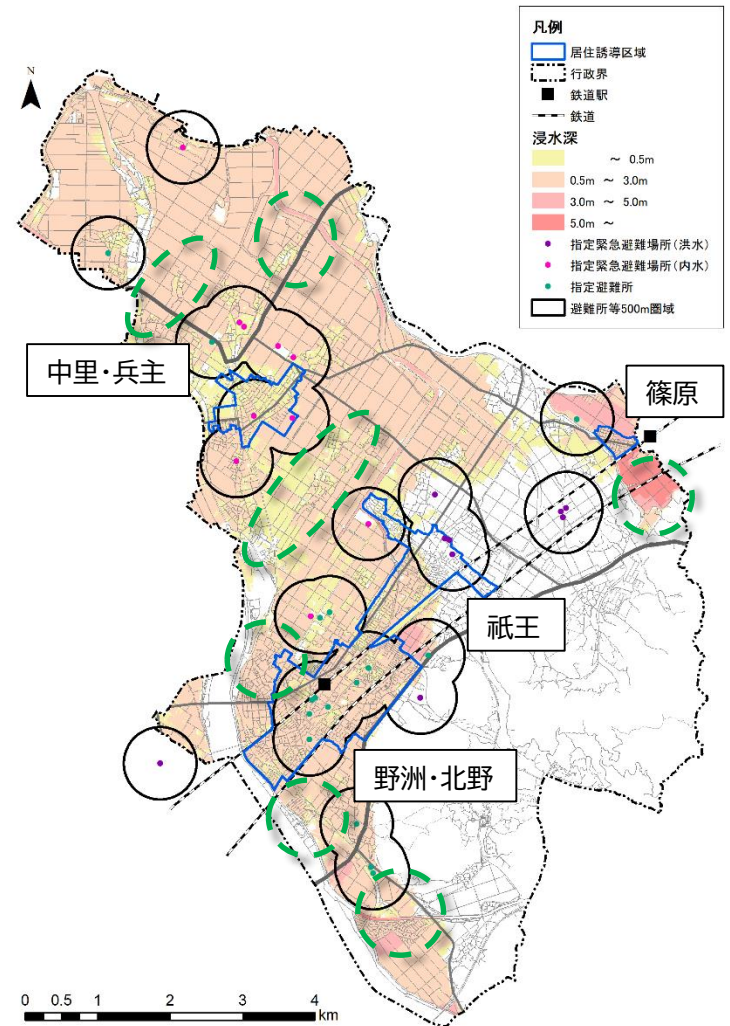 凡例
居住誘導区域
行政界
鉄道駅
鉄道
浸水深
～ 0.5m
0.5m ～ 3.0m
3.0m ～ 5.0m
5.0m ～
指定緊急避難場所(洪水)
指定緊急避難場所(内水)
指定避難所
避難所等500m圏域
N
中里・兵主
篠原
祇王
野洲・北野
0 0.5 1 2 3 4
km